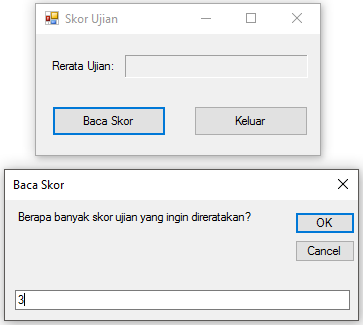 Skor Ujian
Rerata Ujian:
Baca Skor Keluar
Baca Skor
Berapa banyak skor ujian yang ingin direratakan?
OK
Cancel
3